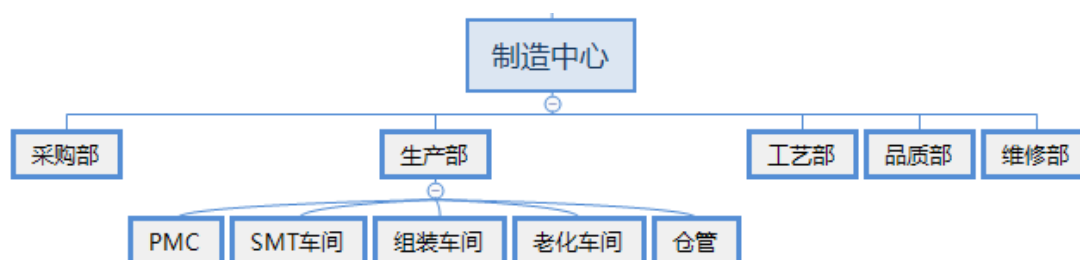 制造中心
采购部
生产部
工艺部
品质部
维修部
PMC
SMT车间
组装车间
老化车间
仓管